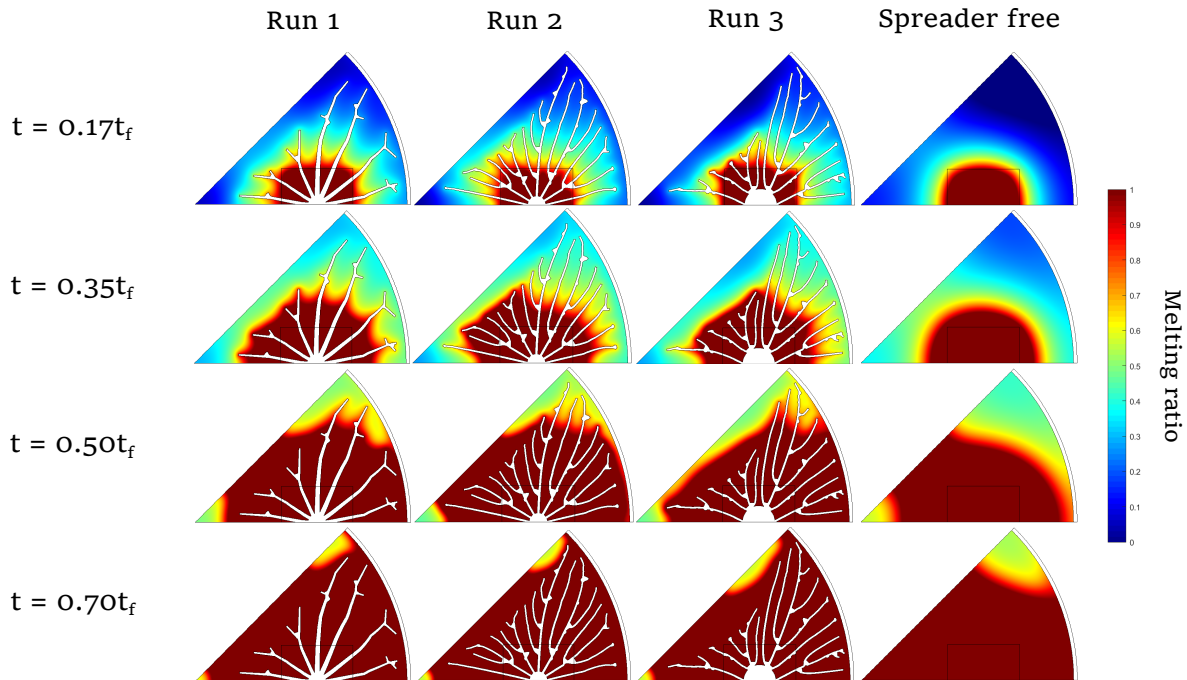 Run 1 Run 2 Run 3 Spreader free
t = 0.17t_f
t = 0.35t_f
t = 0.50t_f
t = 0.70t_f
1
0.9
0.8
0.7
0.6
0.5
0.4
0.3
0.2
0.1
0
Melting ratio